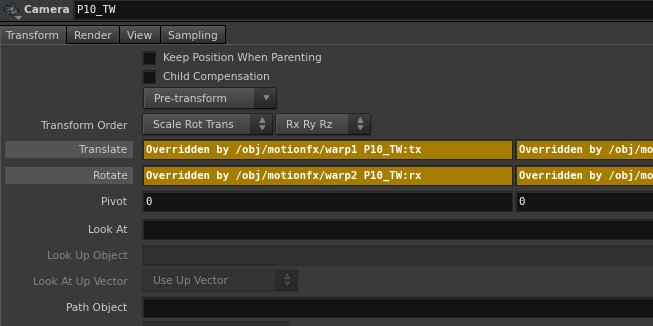 Camera P10_TW
Transform Render View Sampling
Keep Position When Parenting
Child Compensation
Pre-transform
Transform Order Scale Rot Trans Rx Ry Rz
Translate Overridden by /obj/motionfx/warp1 P10_TW:tx Overridden by /obj/mo
Rotate Overridden by /obj/motionfx/warp2 P10_TW:rx Overridden by /obj/mo
Pivot 0 0
Look At
Look Up Object
Look At Up Vector Use Up Vector
Path Object